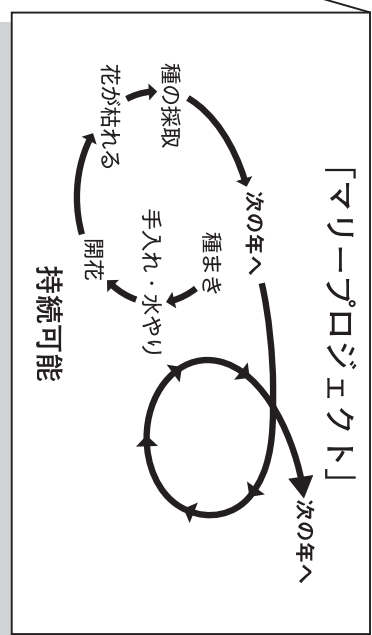 「マリープロジェクト」
種まき
手入れ・水やり
開花
花が枯れる
種の採取
次の年へ
次の年へ
持続可能